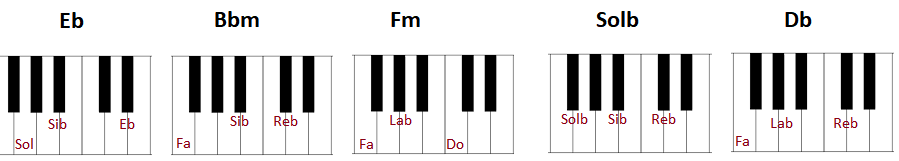 Eb Bbm Fm Solb Db
Sib Eb Sib Reb Lab Solb Sib Reb Lab Reb
Sol Fa Fa Do Fa